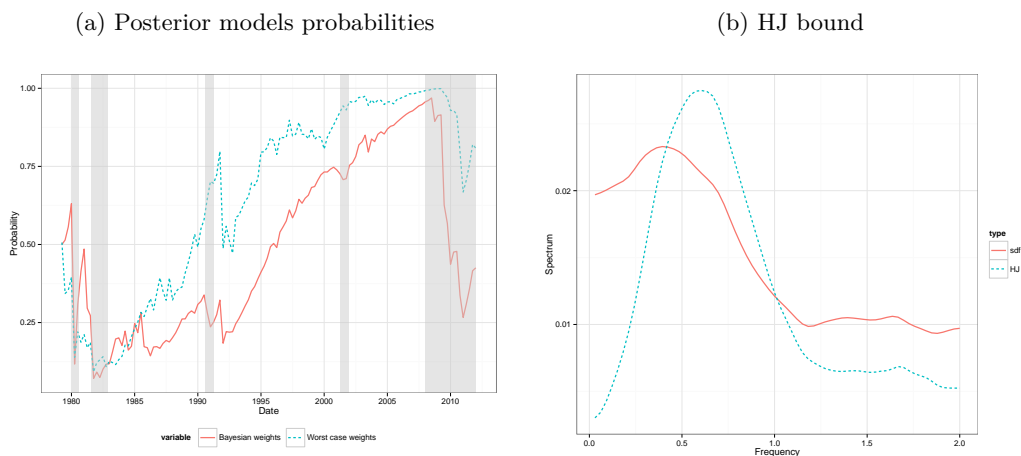 (a) Posterior models probabilities
1.00
0.75
0.50
0.25
Probability
1980
1985
1990
1995
2000
2005
2010
Date
variable Bayesian weights Worst case weights
(b) HJ bound
0.02
0.01
Spectrum
0.0
0.5
1.0
1.5
2.0
Frequency
type
sdf
HJ